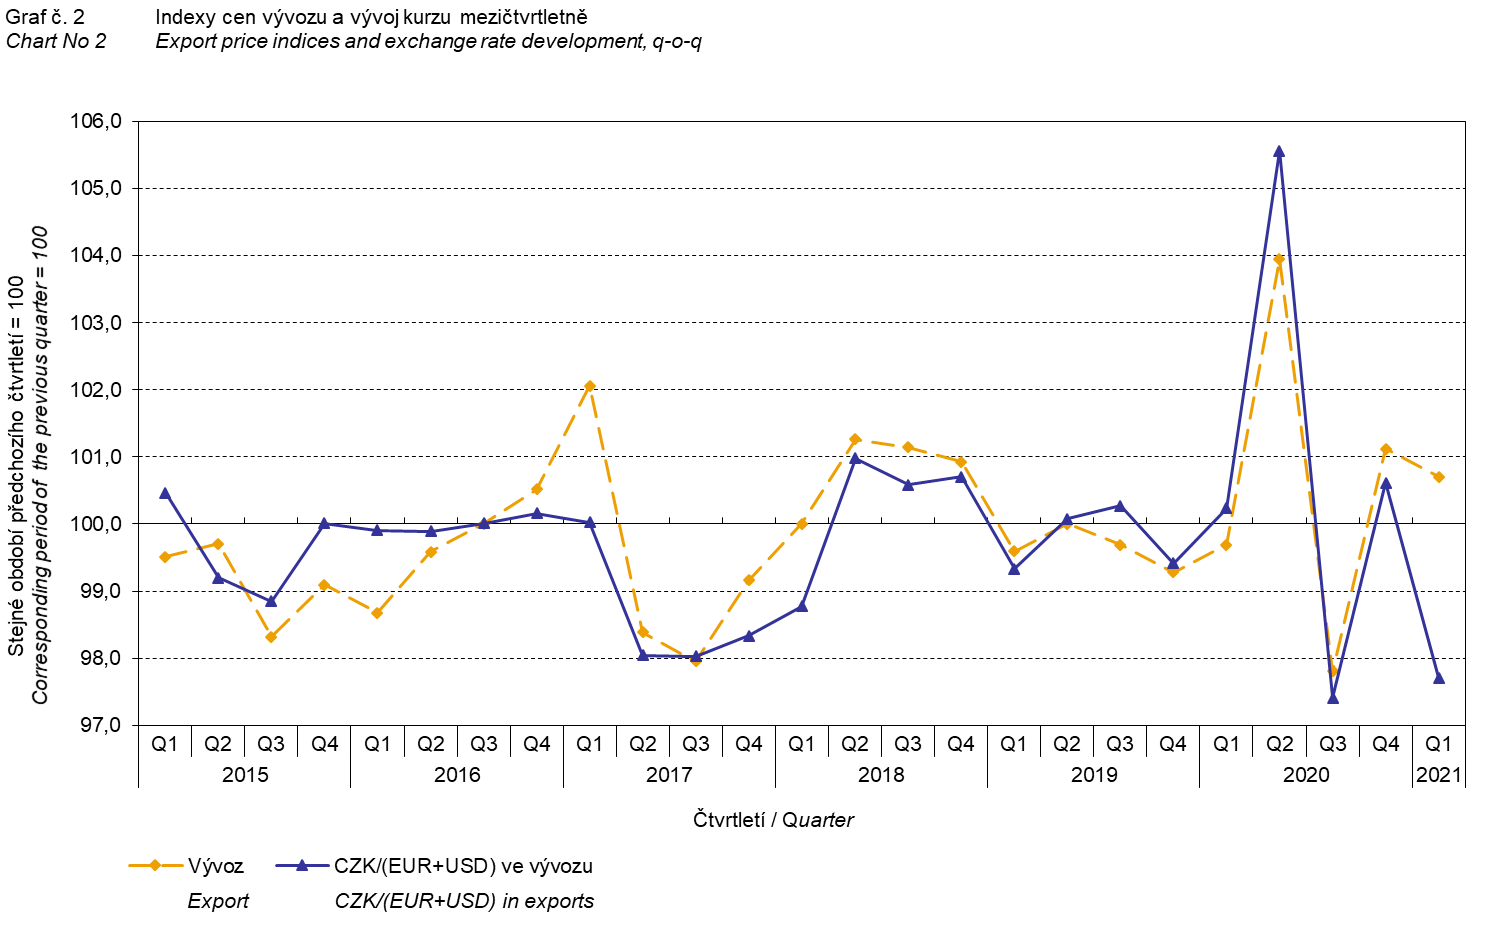 Graf č. 2 Indexy cen vývozu a vývoj kurzu mezičtvrtletně
Chart No 2 Export price indices and exchange rate development, q-o-q
Stejné období předchozího čtvrtletí = 100
Corresponding period of the previous quarter = 100
106,0
105,0
104,0
103,0
102,0
101,0
100,0
99,0
98,0
97,0
Q1 Q2 Q3 Q4 Q1 Q2 Q3 Q4 Q1 Q2 Q3 Q4 Q1 Q2 Q3 Q4 Q1 Q2 Q3 Q4 Q1 Q2 Q3 Q4 Q1
2015 2016 2017 2018 2019 2020 2021
Čtvrtletí / Quarter
Vývoz CZK/(EUR+USD) ve vývozu
Export CZK/(EUR+USD) in exports